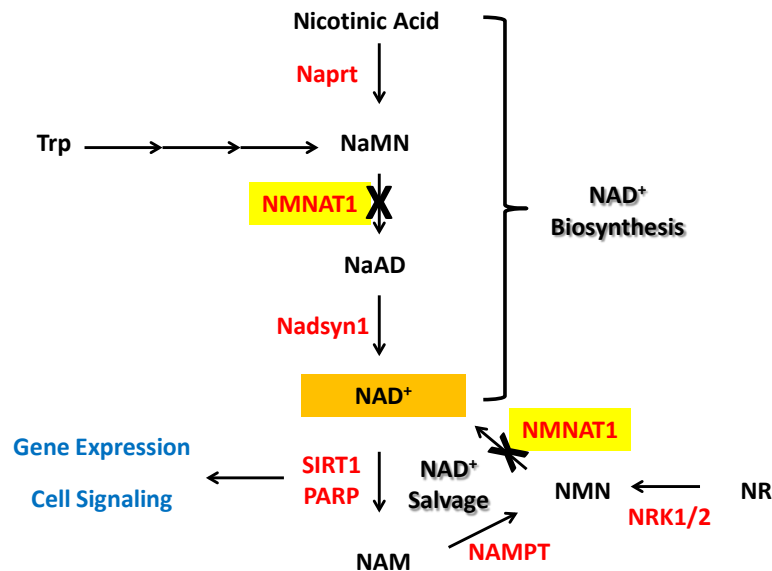 Nicotinic Acid
Naprt
Trp
NaMN
NMNAT1
X
NAD⁺
Biosynthesis
NaAD
Nadsyn1
NAD⁺
NMNAT1
X
Gene Expression
Cell Signaling
SIRT1
PARP
NAD⁺
Salvage
NMN
NR
NRK1/2
NAMPT
NAM